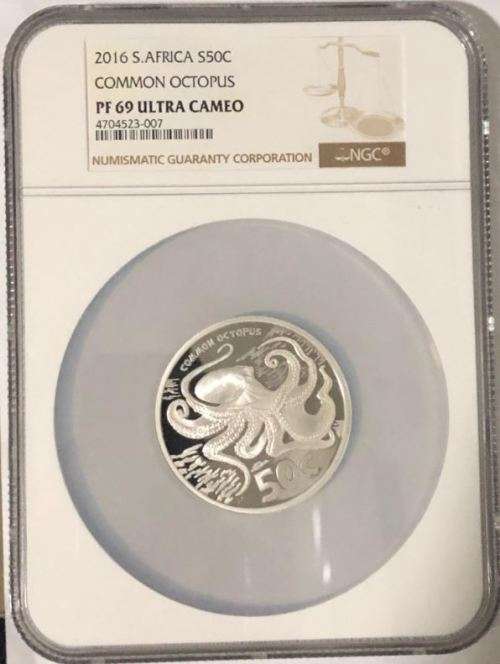 2016 S.AFRICA S50C
COMMON OCTOPUS
PF 69 ULTRA CAMEO
4704523-007
NUMISMATIC GUARANTY CORPORATION
NGC®
COMMON OCTOPUS
50c